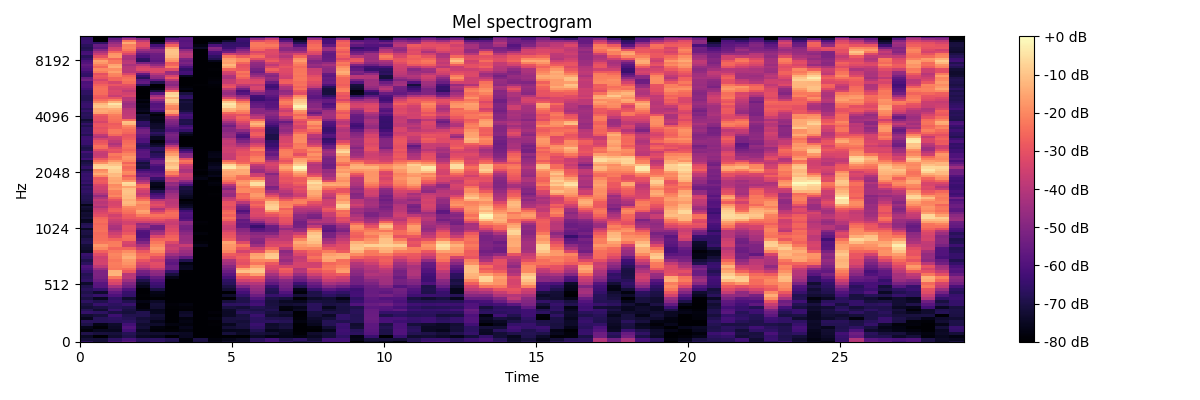 Mel spectrogram
Hz
8192
4096
2048
1024
512
0
0 5 10 15 20 25
Time
+0 dB
-10 dB
-20 dB
-30 dB
-40 dB
-50 dB
-60 dB
-70 dB
-80 dB